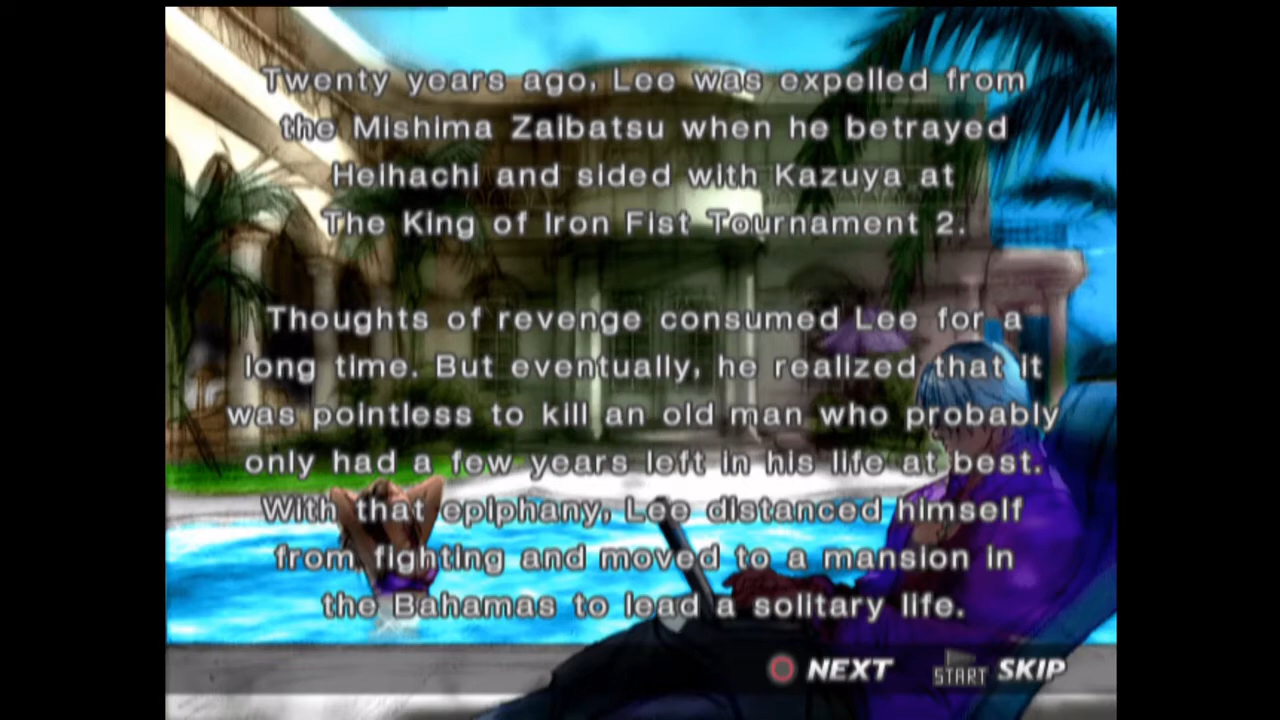 Twenty years ago, Lee was expelled from
the Mishima Zaibatsu when he betrayed
Heihachi and sided with Kazuya at
The King of Iron Fist Tournament 2.
Thoughts of revenge consumed Lee for a
long time. But eventually, he realized that it
was pointless to kill an old man who probably
only had a few years left in his life at best.
With that epiphany, Lee distanced himself
from fighting and moved to a mansion in
the Bahamas to lead a solitary life.
NEXT START SKIP